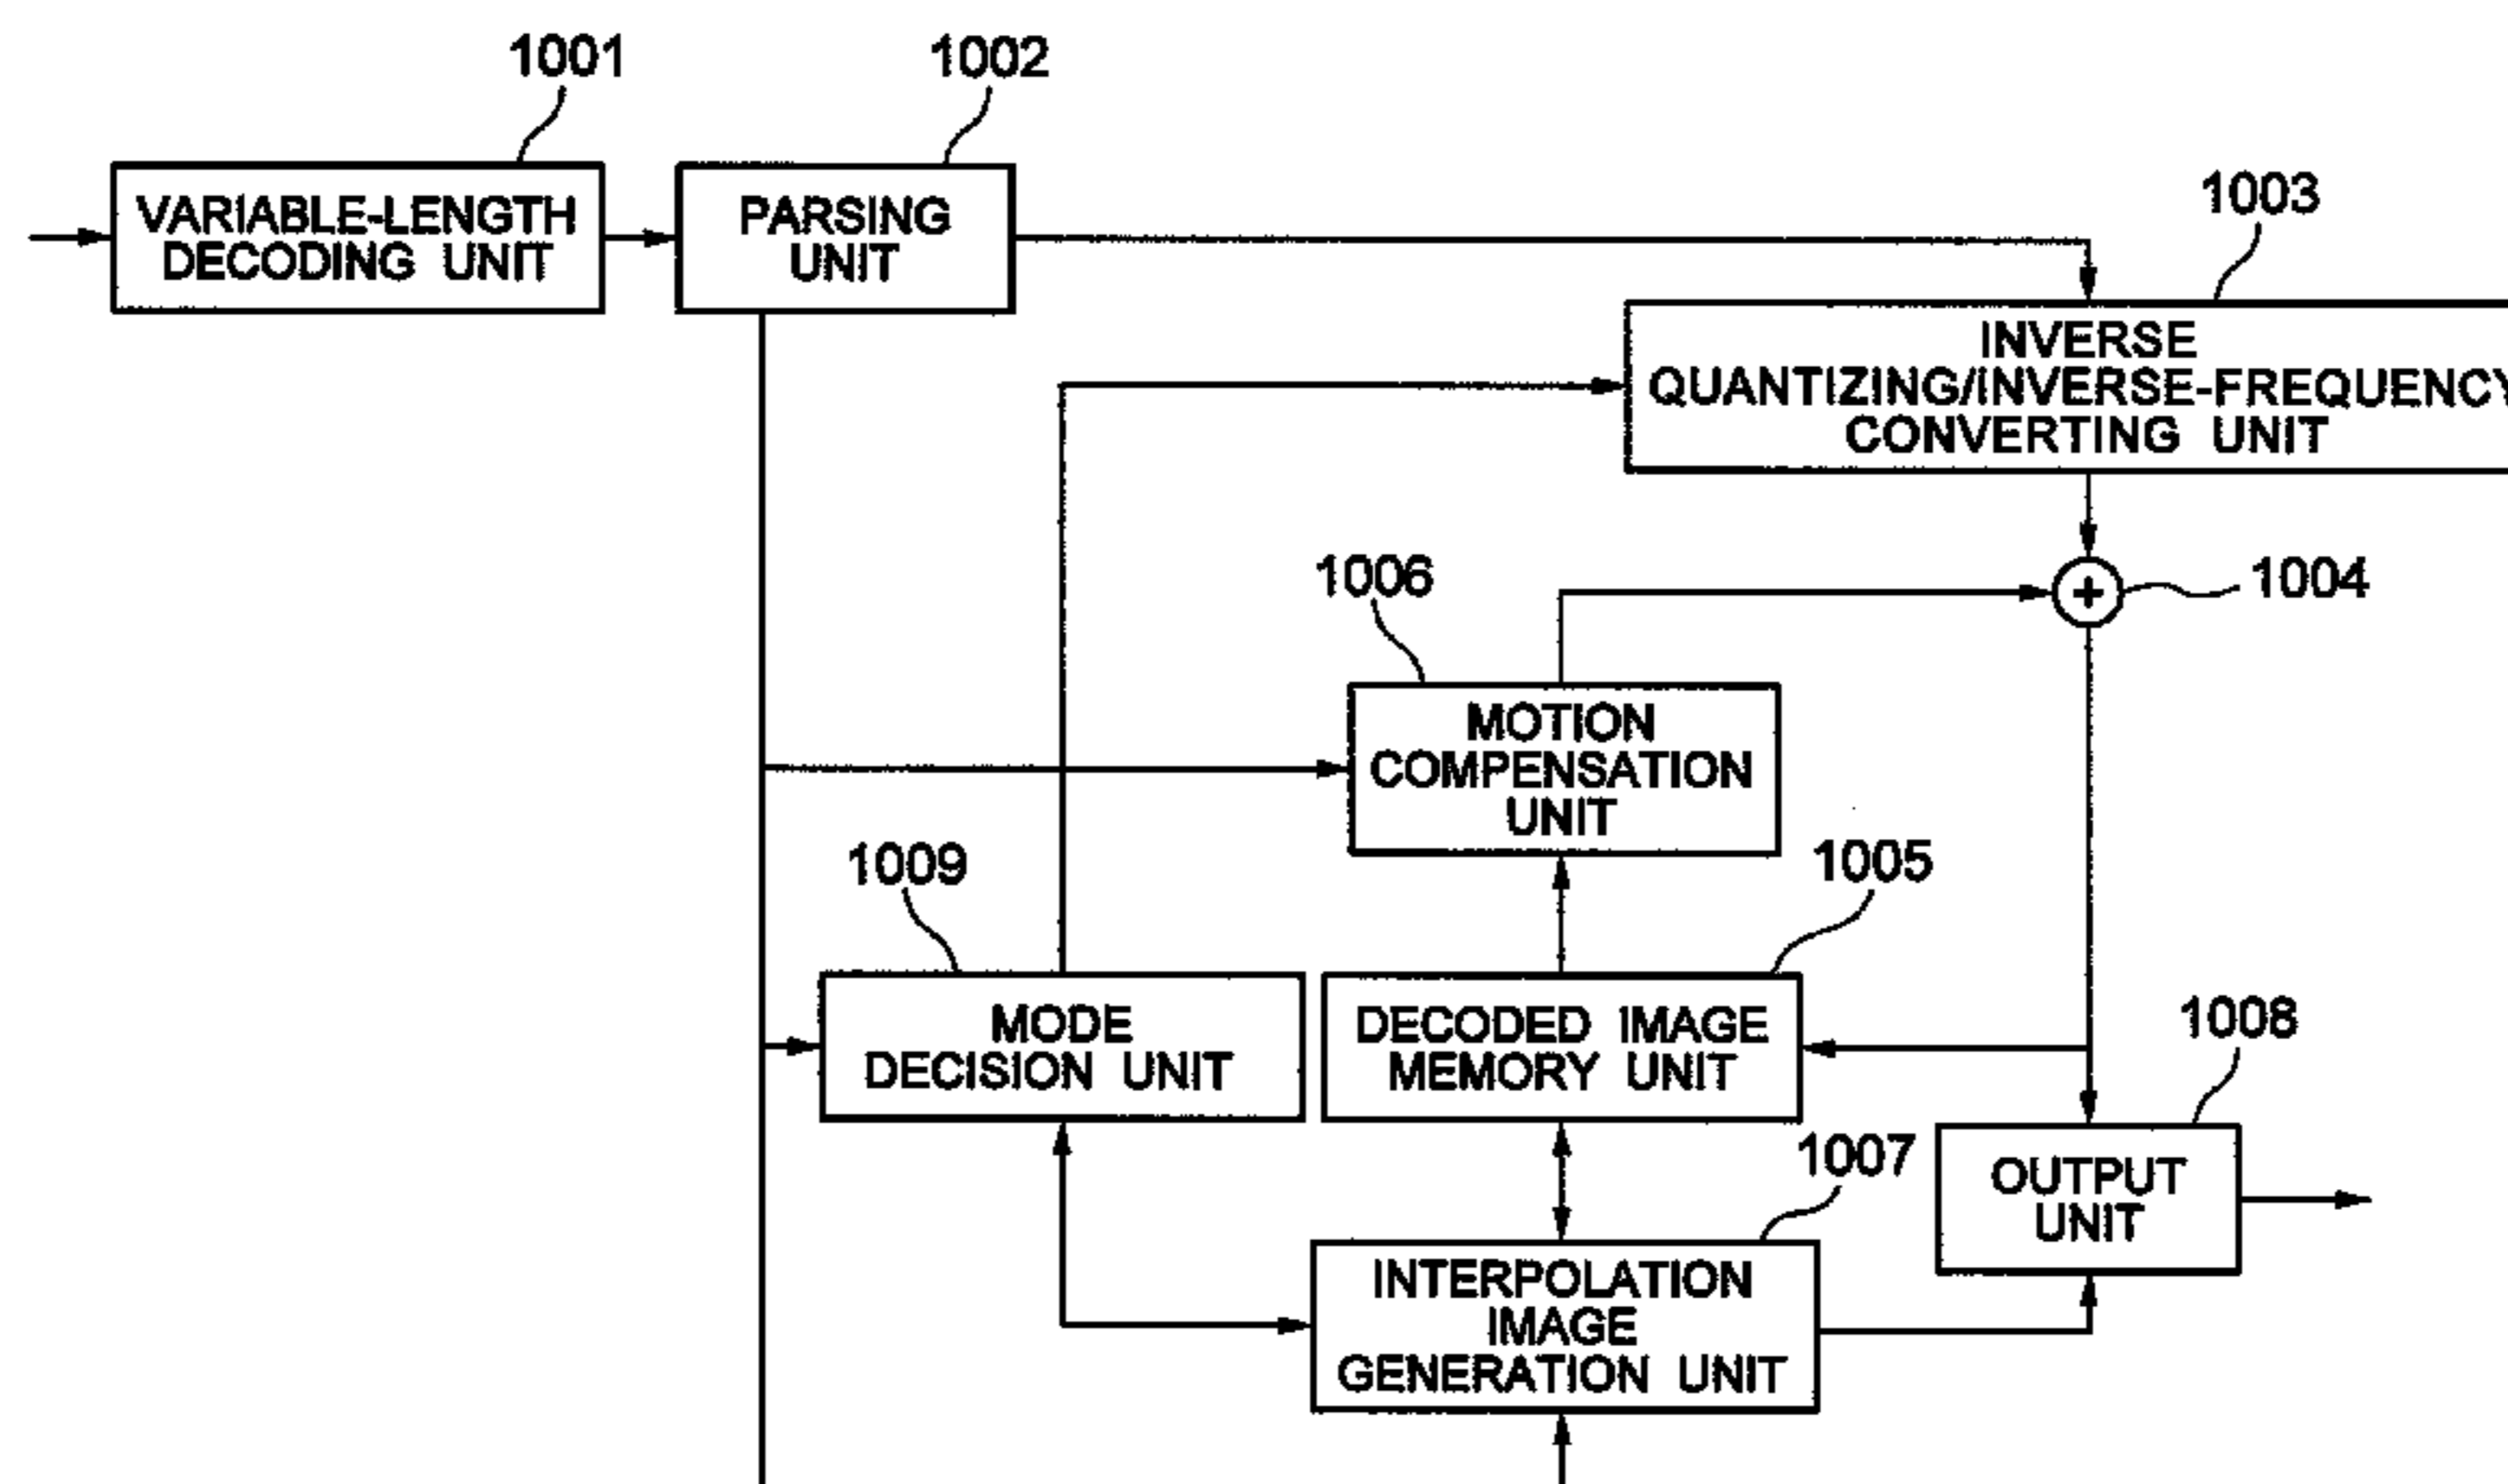 1001
1002
VARIABLE-LENGTH
DECODING UNIT
PARSING
UNIT
1003
INVERSE
QUANTIZING/INVERSE-FREQUENCY
CONVERTING UNIT
1006
+
1004
MOTION
COMPENSATION
UNIT
1009
1005
MODE
DECISION UNIT
DECODED IMAGE
MEMORY UNIT
1008
1007
OUTPUT
UNIT
INTERPOLATION
IMAGE
GENERATION UNIT